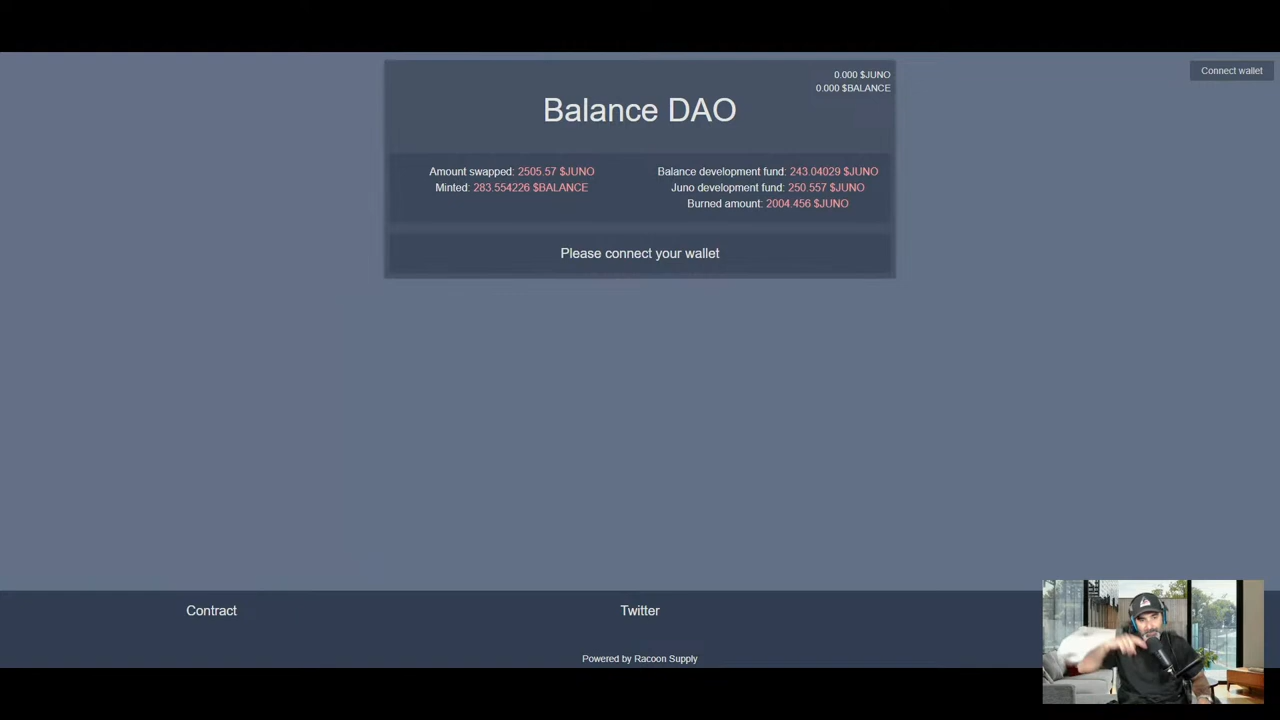 0.000 $JUNO
0.000 $BALANCE
Connect wallet
Balance DAO
Amount swapped: 2505.57 $JUNO
Minted: 283.554226 $BALANCE
Balance development fund: 243.04029 $JUNO
Juno development fund: 250.557 $JUNO
Burned amount: 2004.456 $JUNO
Please connect your wallet
Contract
Twitter
Powered by Racoon Supply